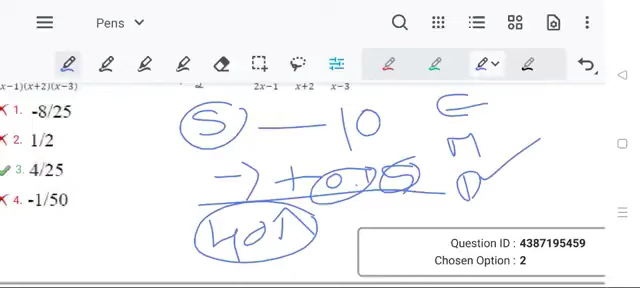 Pens
x-1)(x+2)(x-3) 2 2x-1 x+2 x-3
1. -8/25
2. 1/2
3. 4/25
4. -1/50
S — 10
E
M
Question ID : 4387195459
Chosen Option : 2